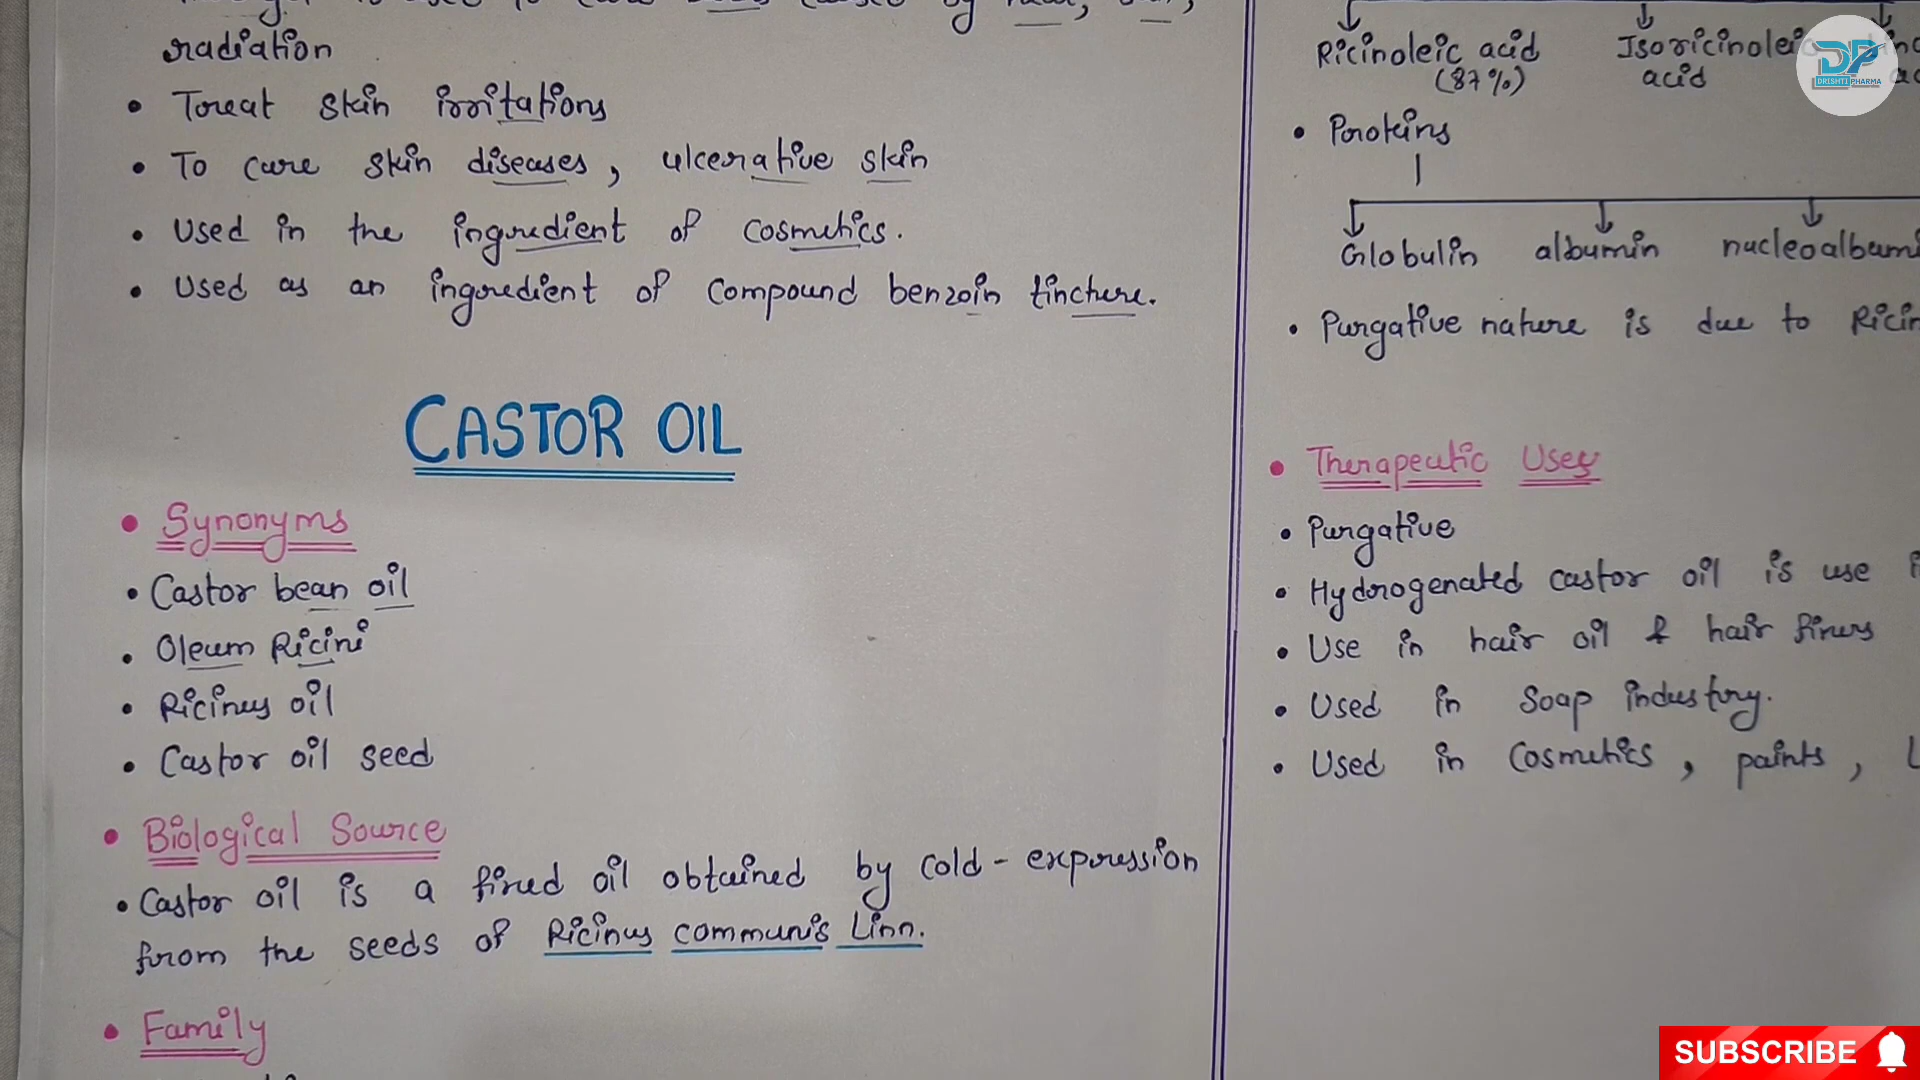 radiation
• Treat skin irritations
• To cure skin diseases, ulcerative skin
• Used in the ingredient of cosmetics.
• Used as an ingredient of compound benzoin tincture.
CASTOR OIL
• Synonyms
• Castor bean oil
• Oleum Ricini
• Ricinus oil
• Castor oil seed
• Biological Source
• Castor oil is a fixed oil obtained by cold-expression
from the seeds of Ricinus communis Linn.
• Family
Ricinoleic acid
(87%)
acid
• Proteins
Globulin albumin
• Purgative nature is due to
• Therapeutic Uses
• Purgative
• Hydrogenated castor oil is use
• Use in hair oil & hair fixers
• Used in Soap industry.
• Used in Cosmetics, paints,
DP
DRISHTI PHARMA
SUBSCRIBE